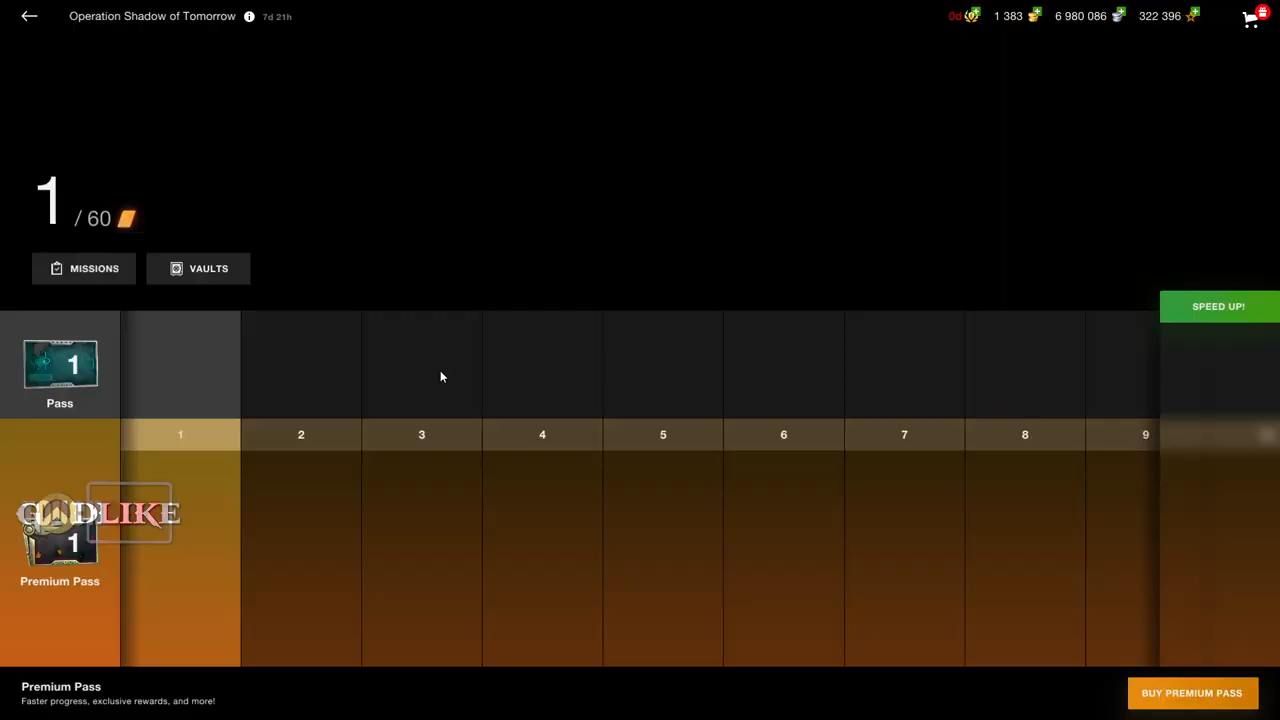 Operation Shadow of Tomorrow 7d 21h
0d 1 383 6 980 086 322 396
1 / 60
MISSIONS VAULTS
SPEED UP!
1
Pass
1 2 3 4 5 6 7 8 9
GODLIKE
1
Premium Pass
Premium Pass
Faster progress, exclusive rewards, and more!
BUY PREMIUM PASS